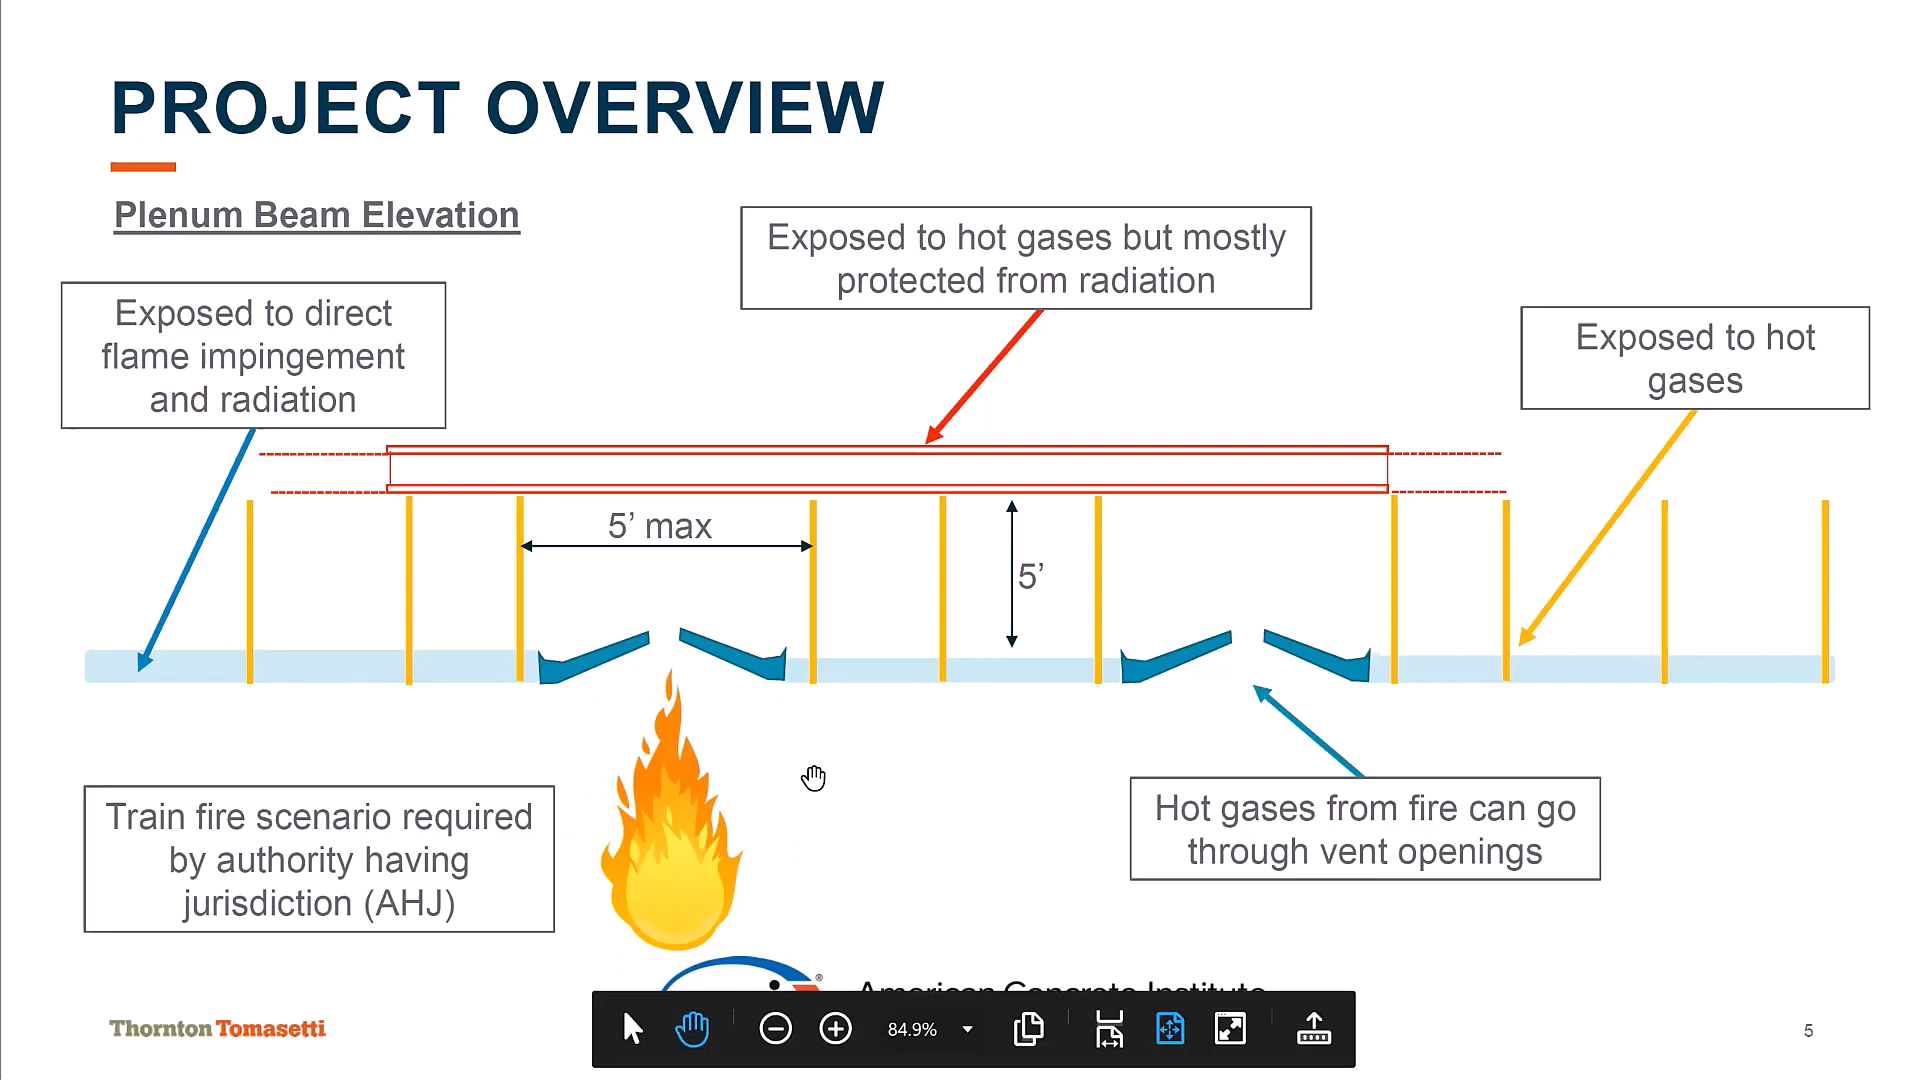 PROJECT OVERVIEW
Plenum Beam Elevation
Exposed to hot gases but mostly
protected from radiation
Exposed to direct
flame impingement
and radiation
Exposed to hot
gases
5’ max
5’
Train fire scenario required
by authority having
jurisdiction (AHJ)
Hot gases from fire can go
through vent openings
®
American Concrete Institute
Thornton Tomasetti
84.9%
5